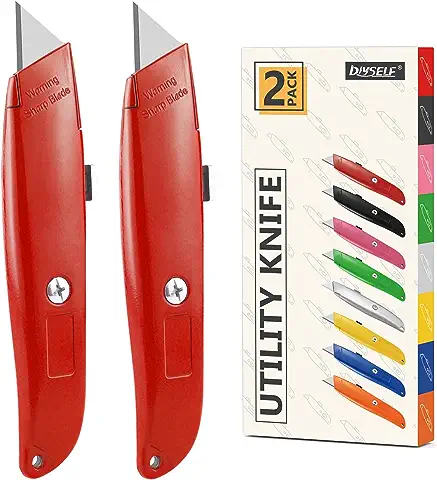 Warning
Sharp Blade
Warning
Sharp Blade
DIYSELF
2
PACK
UTILITY KNIFE